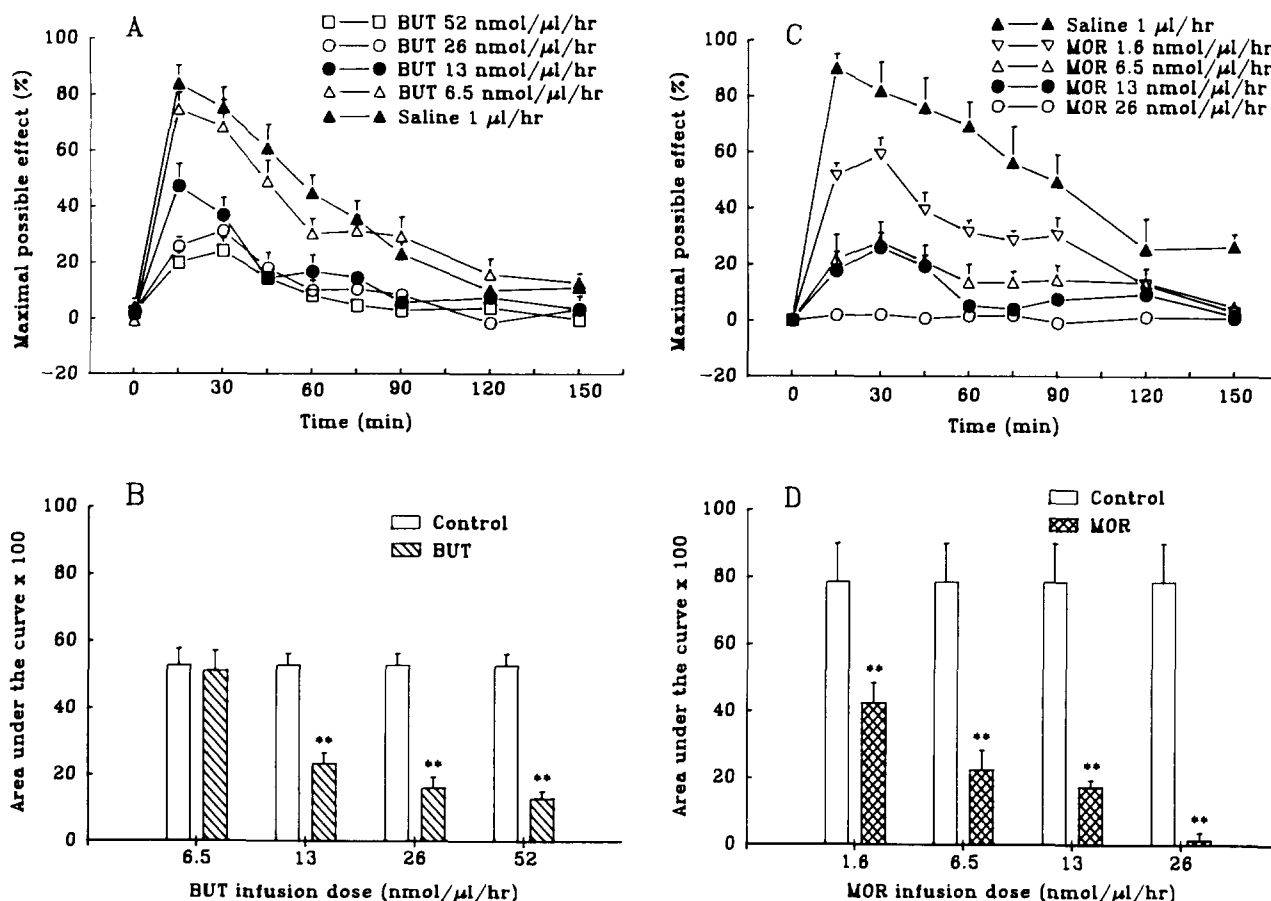 A
BUT 52 nmol/μl/hr
BUT 26 nmol/μl/hr
BUT 13 nmol/μl/hr
BUT 6.5 nmol/μl/hr
Saline 1 μl/hr
Maximal possible effect (%)
100
80
60
40
20
0
-20
0 30 60 90 120 150
Time (min)
C
Saline 1 μl/hr
MOR 1.6 nmol/μl/hr
MOR 6.5 nmol/μl/hr
MOR 13 nmol/μl/hr
MOR 26 nmol/μl/hr
Maximal possible effect (%)
100
80
60
40
20
0
-20
0 30 60 90 120 150
Time (min)
B
Control
BUT
Area under the curve x 100
100
80
60
40
20
0
** ** **
6.5 13 26 52
BUT infusion dose (nmol/μl/hr)
D
Control
MOR
Area under the curve x 100
100
80
60
40
20
0
** ** ** **
1.6 6.5 13 26
MOR infusion dose (nmol/μl/hr)